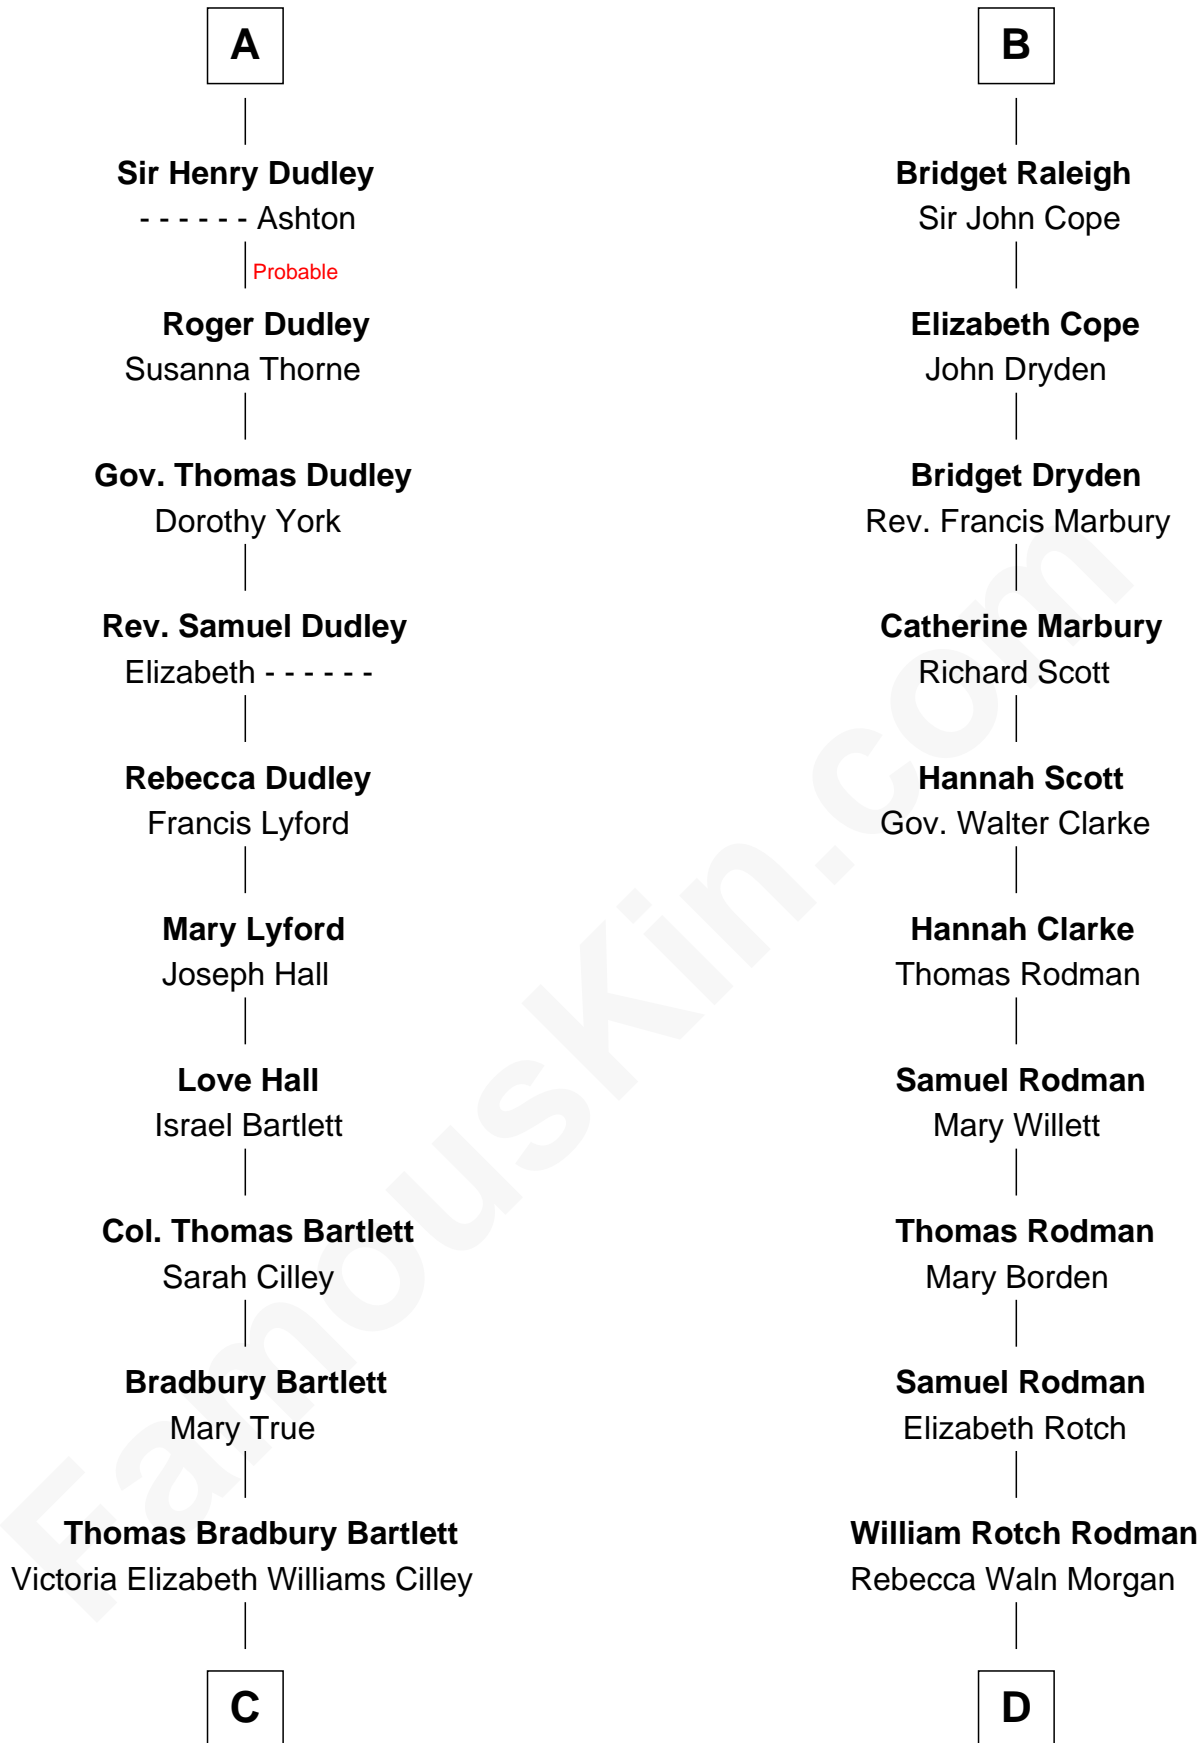 A
Sir Henry Dudley
- - - - - - Ashton
Probable
Roger Dudley
Susanna Thorne
Gov. Thomas Dudley
Dorothy York
Rev. Samuel Dudley
Elizabeth - - - - - -
Rebecca Dudley
Francis Lyford
Mary Lyford
Joseph Hall
Love Hall
Israel Bartlett
Col. Thomas Bartlett
Sarah Cilley
Bradbury Bartlett
Mary True
Thomas Bradbury Bartlett
Victoria Elizabeth Williams Cilley
C
B
Bridget Raleigh
Sir John Cope
Elizabeth Cope
John Dryden
Bridget Dryden
Rev. Francis Marbury
Catherine Marbury
Richard Scott
Hannah Scott
Gov. Walter Clarke
Hannah Clarke
Thomas Rodman
Samuel Rodman
Mary Willett
Thomas Rodman
Mary Borden
Samuel Rodman
Elizabeth Rotch
William Rotch Rodman
Rebecca Waln Morgan
D
FamousKin.com